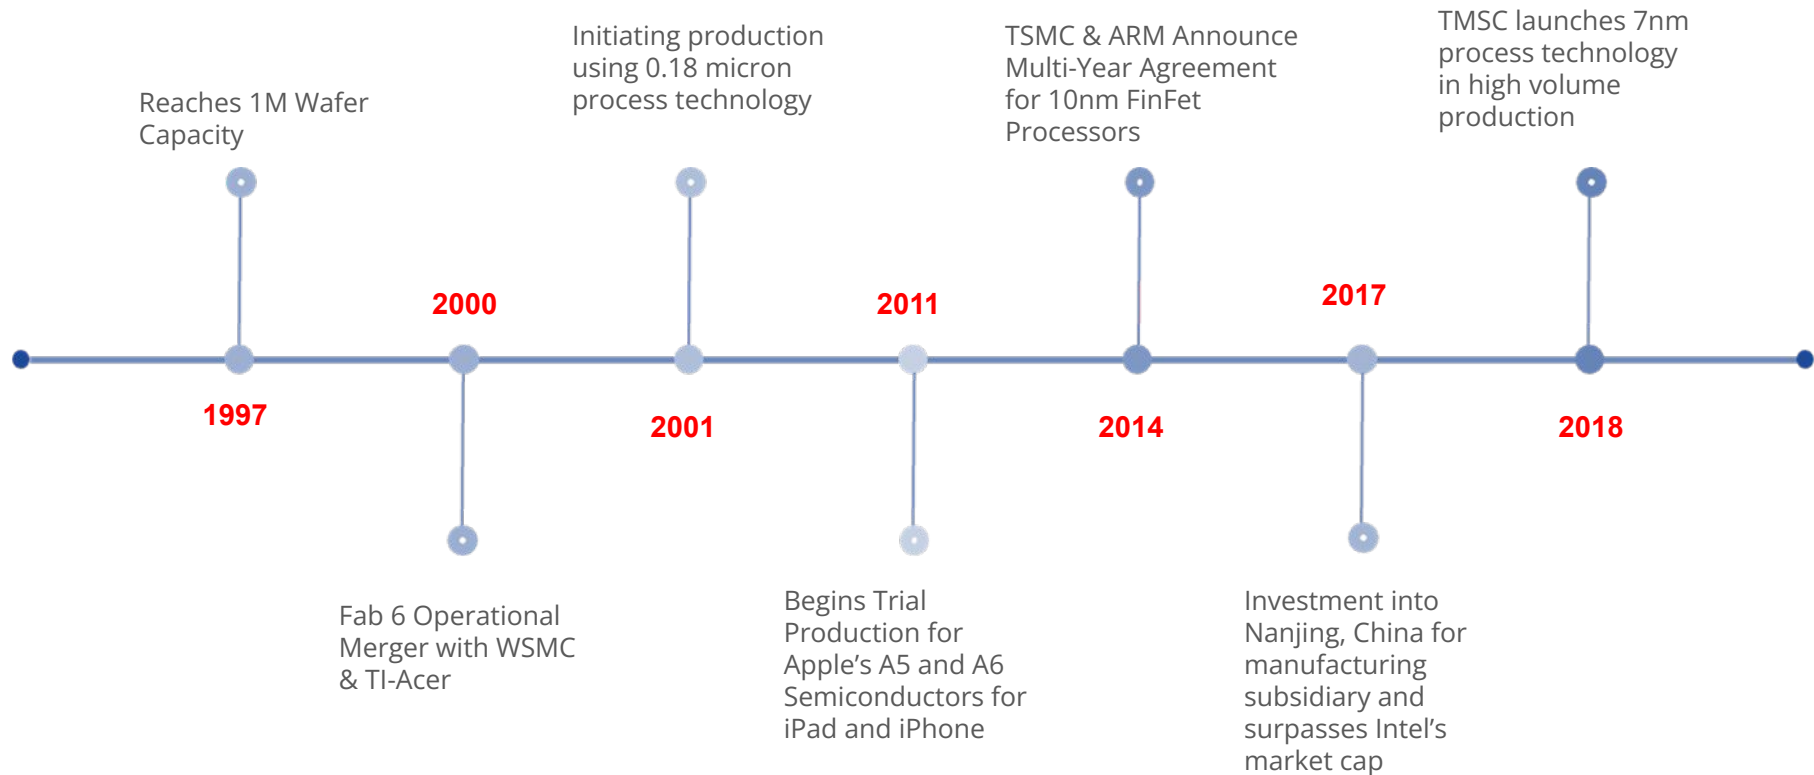 Reaches 1M Wafer
Capacity
1997
2000
Fab 6 Operational
Merger with WSMC
& TI-Acer
Initiating production
using 0.18 micron
process technology
2001
2011
Begins Trial
Production for
Apple’s A5 and A6
Semiconductors for
iPad and iPhone
TSMC & ARM Announce
Multi-Year Agreement
for 10nm FinFet
Processors
2014
2017
Investment into
Nanjing, China for
manufacturing
subsidiary and
surpasses Intel’s
market cap
TMSC launches 7nm
process technology
in high volume
production
2018